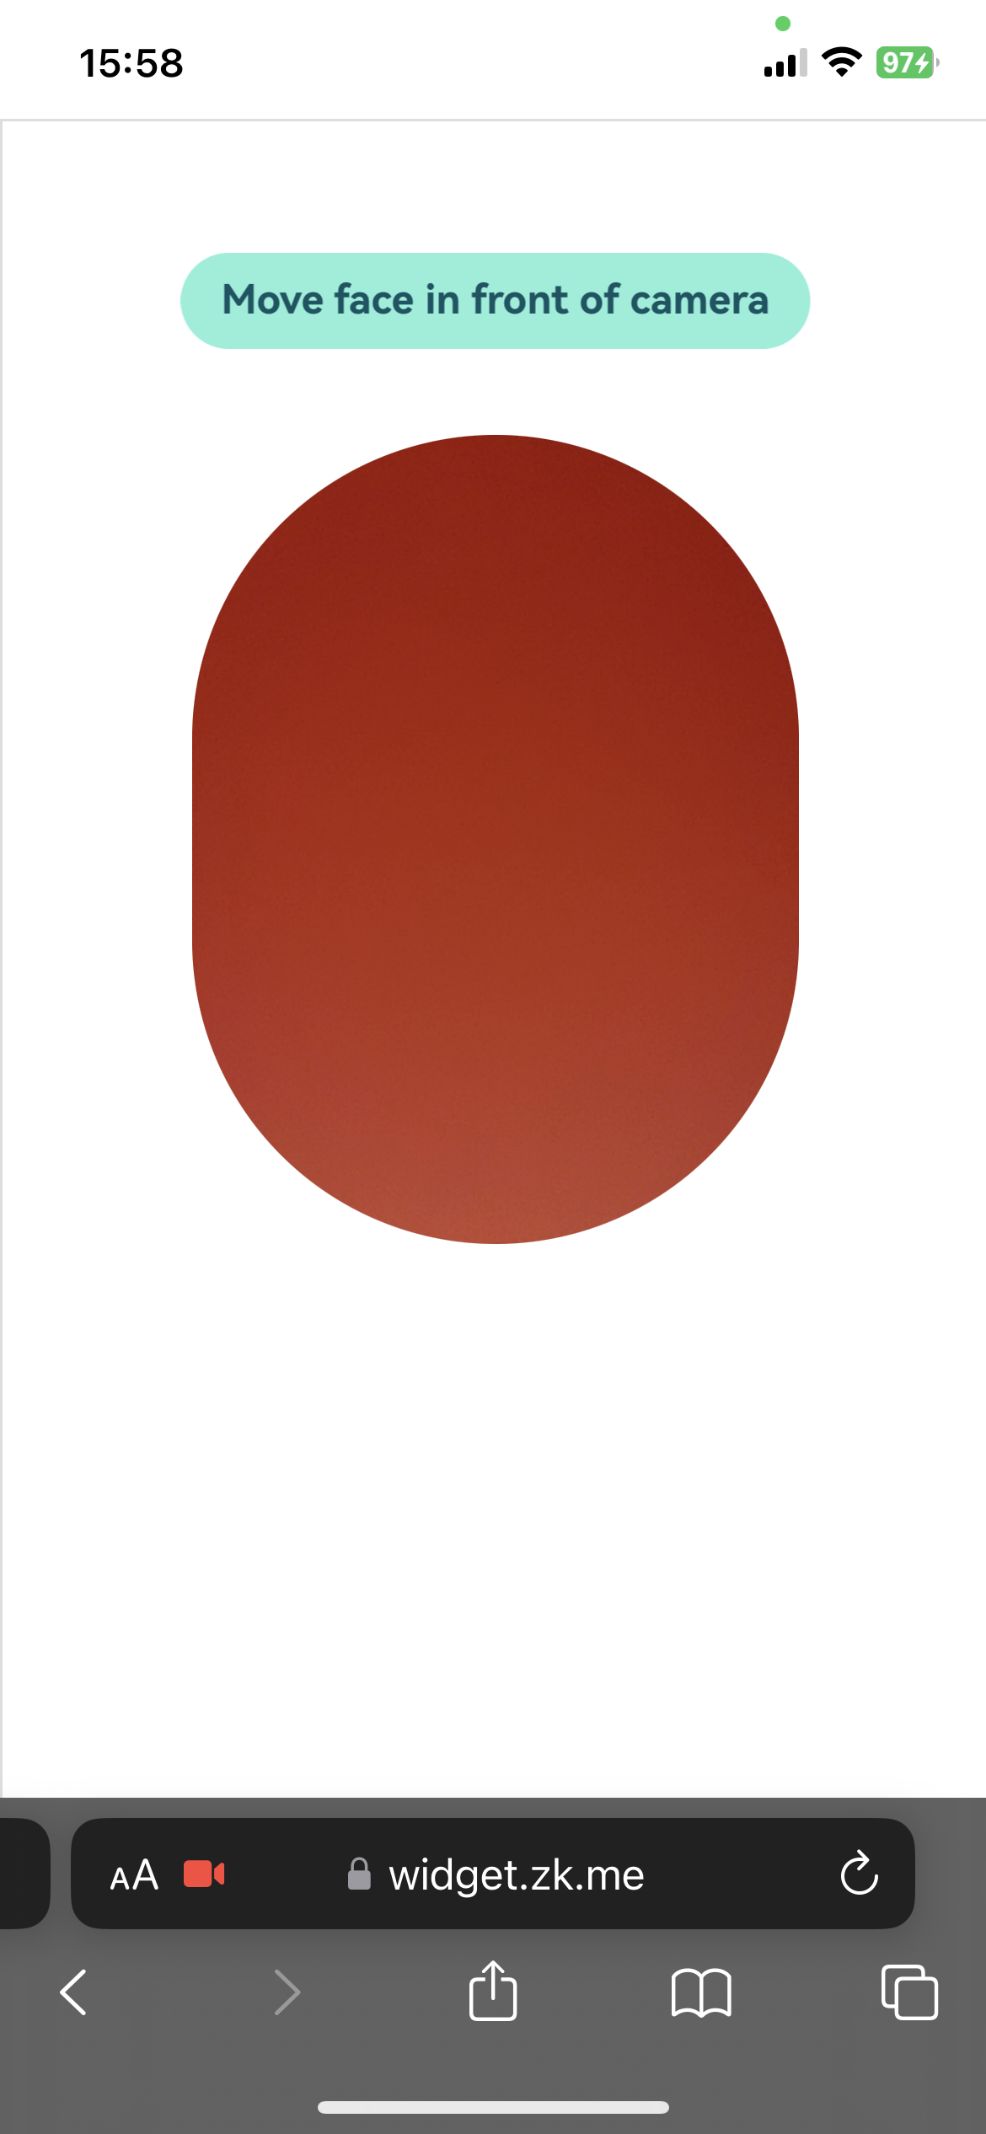 15:58
97
Move face in front of camera
AA
widget.zk.me